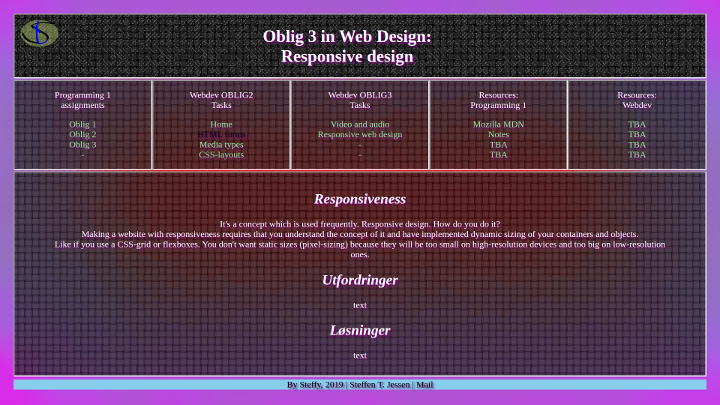 Oblig 3 in Web Design:
Responsive design
Programming 1
assignments
Oblig 1
Oblig 2
Oblig 3
-
Webdev OBLIG2
Tasks
Home
HTML forms
Media types
CSS-layouts
Webdev OBLIG3
Tasks
Video and audio
Responsive web design
-
-
Resources:
Programming 1
Mozilla MDN
Notes
TBA
TBA
Resources:
Webdev
TBA
TBA
TBA
TBA
Responsiveness
It's a concept which is used frequently. Responsive design. How do you do it?
Making a website with responsiveness requires that you understand the concept of it and have implemented dynamic sizing of your containers and objects.
Like if you use a CSS-grid or flexboxes. You don't want static sizes (pixel-sizing) because they will be too small on high-resolution devices and too big on low-resolution
ones.
Utfordringer
text
Løsninger
text
By Steffy, 2019 | Steffen T. Jessen | Mail